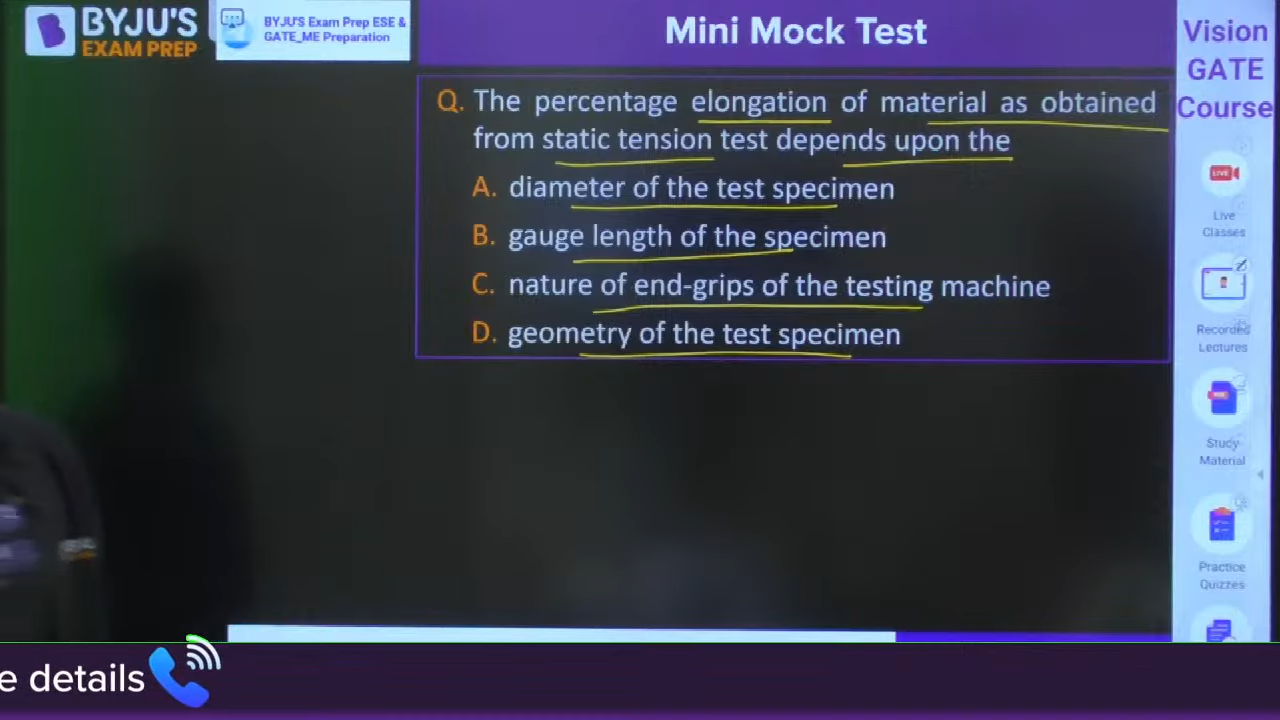 BYJU'S
EXAM PREP
BYJU'S Exam Prep ESE &
GATE_ME Preparation
Mini Mock Test
Vision
GATE
Course
Q. The percentage elongation of material as obtained
from static tension test depends upon the
A. diameter of the test specimen
B. gauge length of the specimen
C. nature of end-grips of the testing machine
D. geometry of the test specimen
LIVE
Live
Classes
Recorded
Lectures
Study
Material
Practice
Quizzes
e details